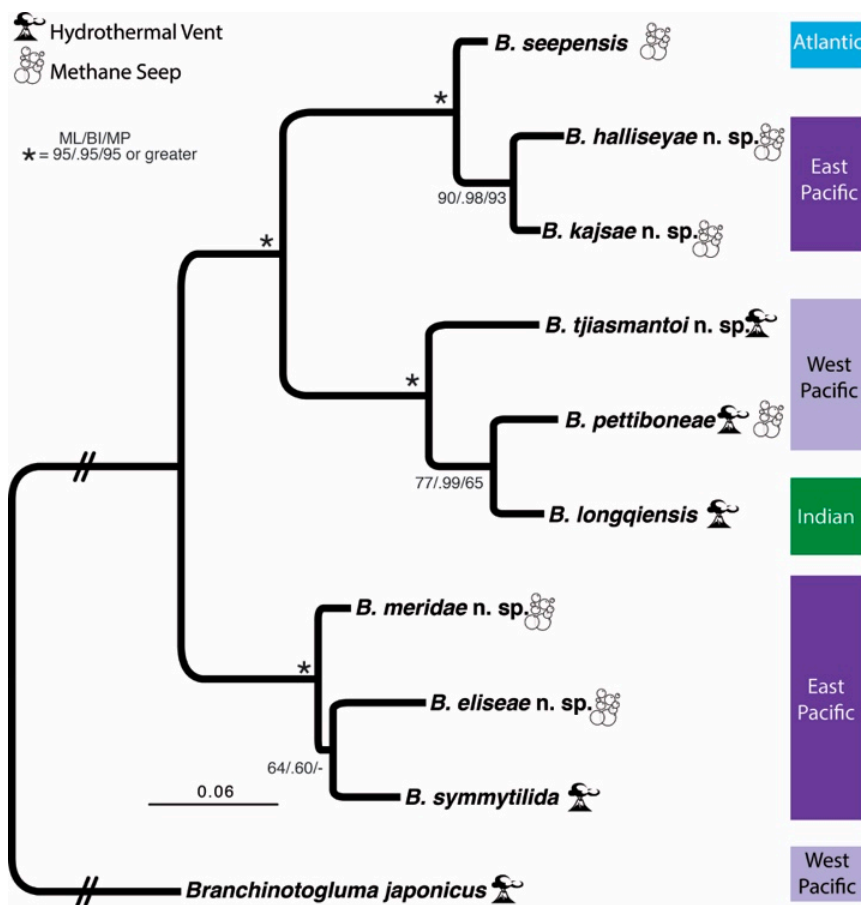 Hydrothermal Vent
Methane Seep
ML/BI/MP
* = 95/.95/95 or greater
*
B. seepensis
Atlantic
B. halliseyae n. sp.
East
Pacific
90/.98/93
B. kajsae n. sp.
*
B. tjiasmantoi n. sp.
West
Pacific
*
B. pettiboneae
77/.99/65
B. longqiensis
Indian
B. meridae n. sp.
*
B. eliseae n. sp.
East
Pacific
64/.60/-
0.06
B. symmytilida
West
Pacific
Branchinotogluma japonicus